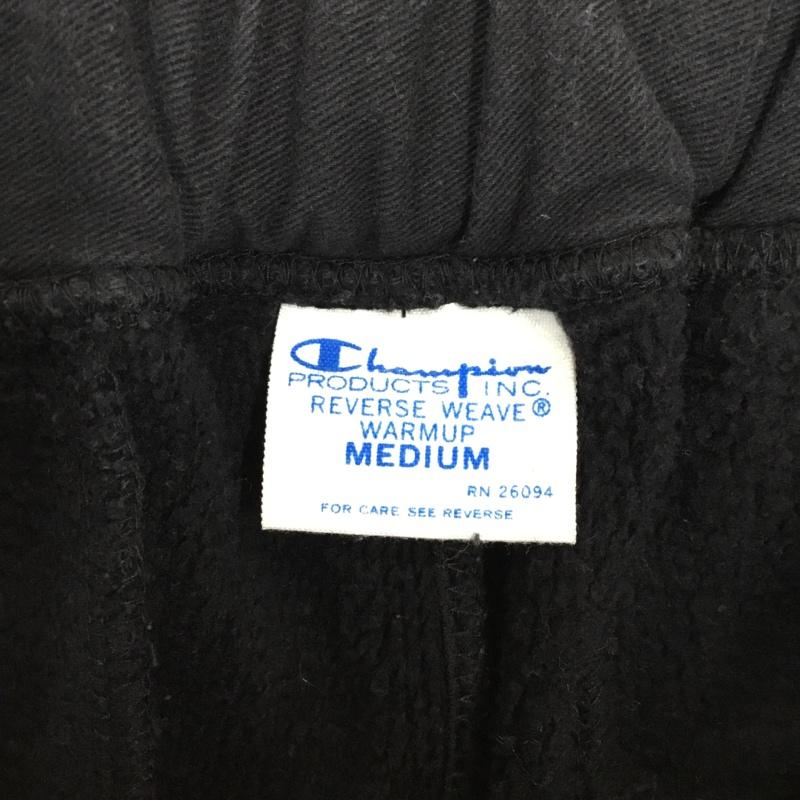 Champion
PRODUCTS INC.
REVERSE WEAVE®
WARMUP
MEDIUM
RN 26094
FOR CARE SEE REVERSE